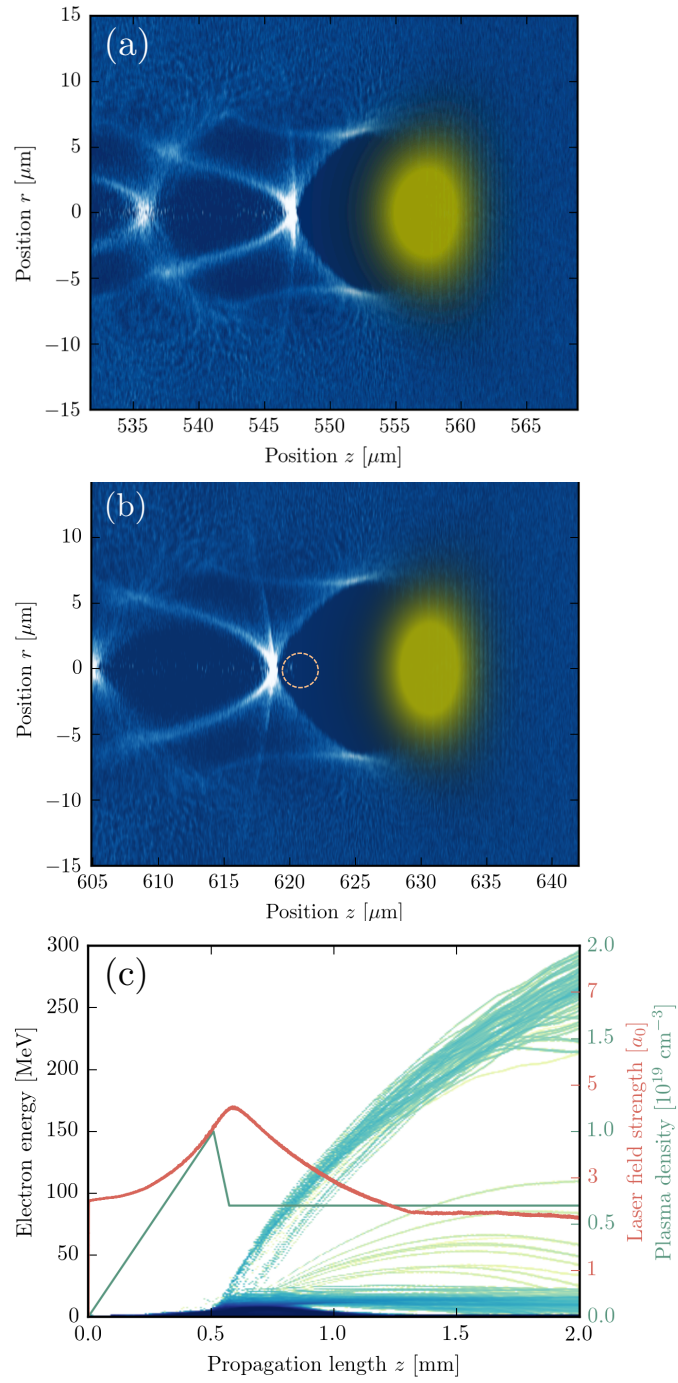 (a)
15
10
5
0
−5
−10
−15
Position r [μm]
535 540 545 550 555 560 565
Position z [μm]
(b)
10
5
0
−5
−10
−15
Position r [μm]
605 610 615 620 625 630 635 640
Position z [μm]
(c)
300
250
200
150
100
50
0
Electron energy [MeV]
7
5
3
1
Laser field strength [a₀]
2.0
1.5
1.0
0.5
0.0
Plasma density [10¹⁹ cm⁻³]
0.0 0.5 1.0 1.5 2.0
Propagation length z [mm]